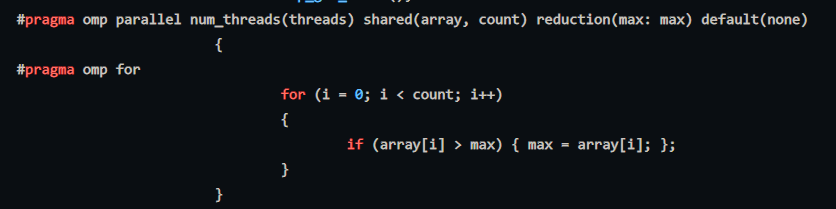 #pragma omp parallel num_threads(threads) shared(array, count) reduction(max: max) default(none)
{
#pragma omp for
for (i = 0; i < count; i++)
{
if (array[i] > max) { max = array[i]; };
}
}